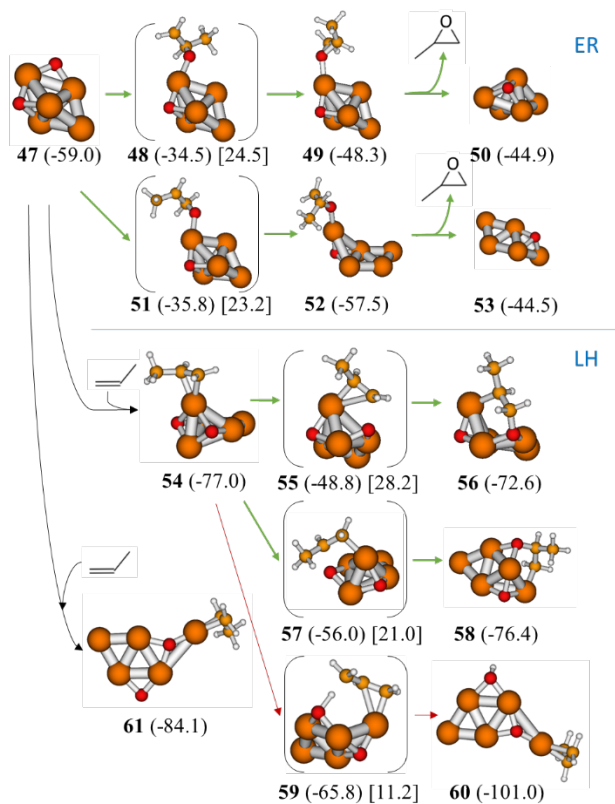 O
ER
47 (-59.0) 48 (-34.5) [24.5] 49 (-48.3) 50 (-44.9)
O
51 (-35.8) [23.2] 52 (-57.5) 53 (-44.5)
LH
54 (-77.0) 55 (-48.8) [28.2] 56 (-72.6)
57 (-56.0) [21.0] 58 (-76.4)
61 (-84.1)
59 (-65.8) [11.2] 60 (-101.0)